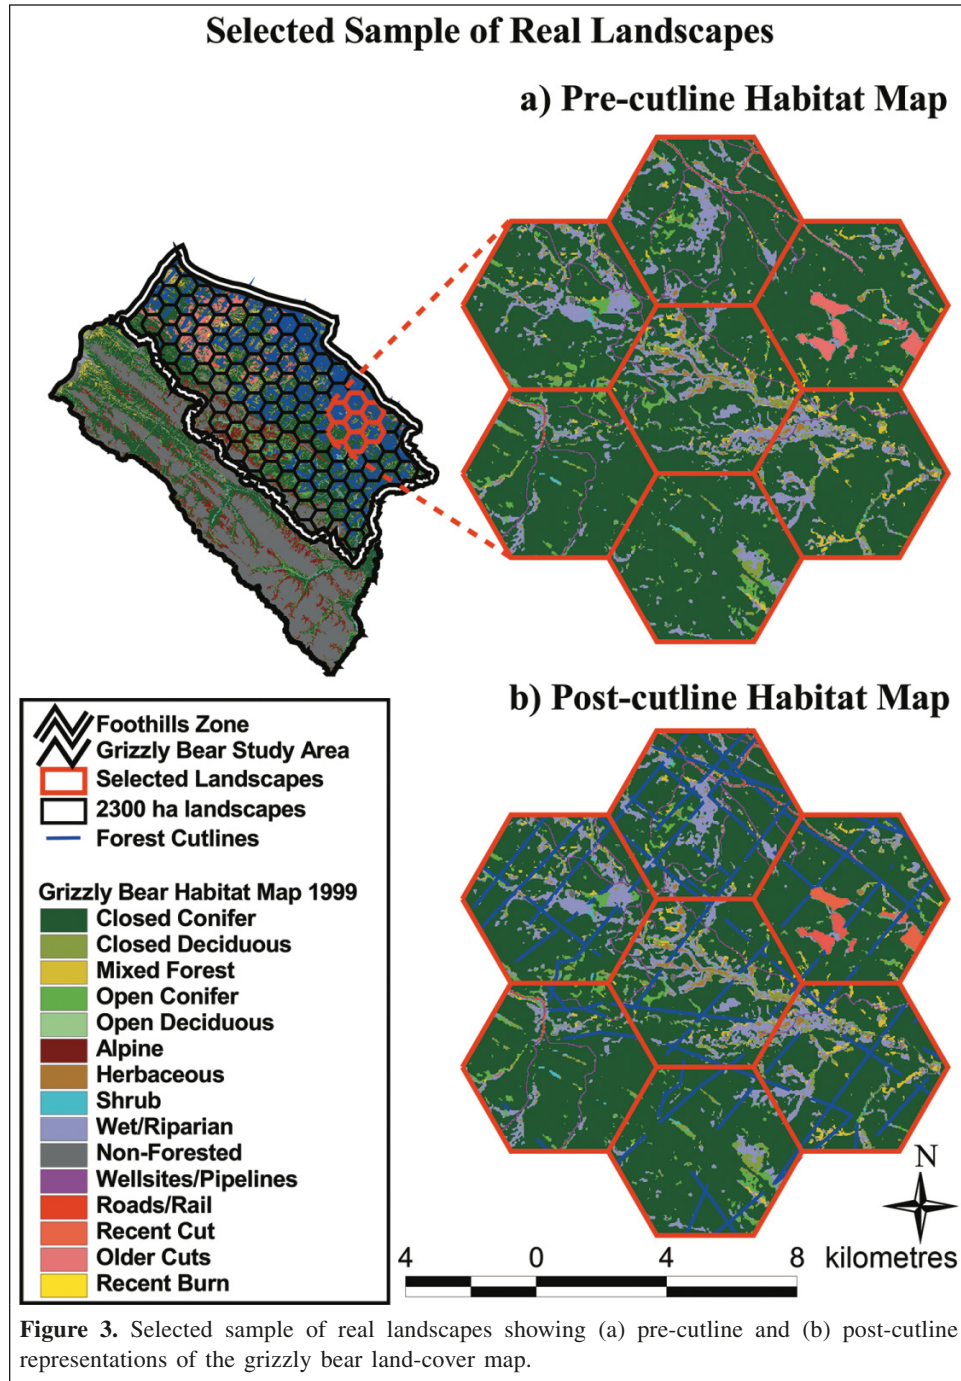 Selected Sample of Real Landscapes
a) Pre-cutline Habitat Map
b) Post-cutline Habitat Map
Foothills Zone
Grizzly Bear Study Area
Selected Landscapes
2300 ha landscapes
Forest Cutlines
Grizzly Bear Habitat Map 1999
Closed Conifer
Closed Deciduous
Mixed Forest
Open Conifer
Open Deciduous
Alpine
Herbaceous
Shrub
Wet/Riparian
Non-Forested
Wellsites/Pipelines
Roads/Rail
Recent Cut
Older Cuts
Recent Burn
N
4 0 4 8 kilometres
Figure 3. Selected sample of real landscapes showing (a) pre-cutline and (b) post-cutline
representations of the grizzly bear land-cover map.